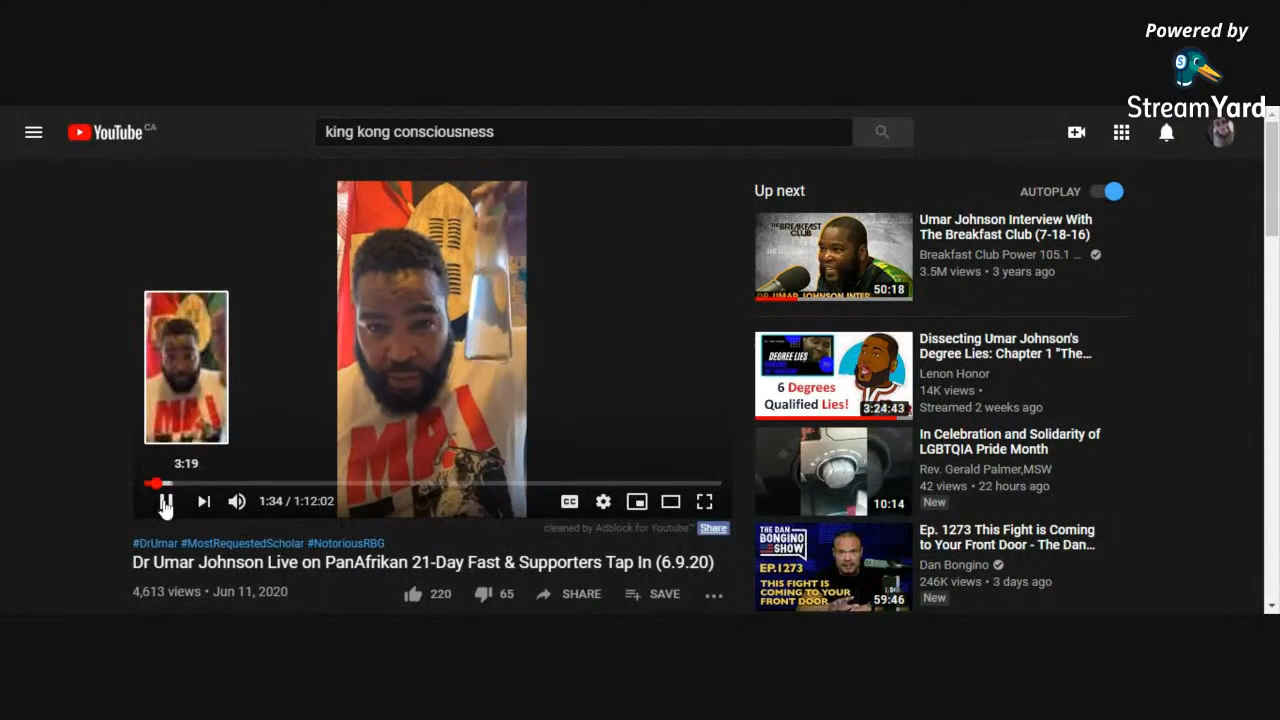 Powered by
StreamYard
YouTube CA
king kong consciousness
Up next
AUTOPLAY
THE BREAKFAST CLUB
50:18
Umar Johnson Interview With
The Breakfast Club (7-18-16)
Breakfast Club Power 105.1 ...
3.5M views • 3 years ago
DEGREE LIES
6 Degrees
Qualified Lies!
3:24:43
Dissecting Umar Johnson's
Degree Lies: Chapter 1 "The...
Lenon Honor
14K views •
Streamed 2 weeks ago
10:14
In Celebration and Solidarity of
LGBTQIA Pride Month
Rev. Gerald Palmer,MSW
42 views • 22 hours ago
New
THE DAN
BONGINO
SHOW
EP.1273
THIS FIGHT IS
COMING TO YOUR
FRONT DOOR
59:46
Ep. 1273 This Fight is Coming
to Your Front Door - The Dan...
Dan Bongino
246K views • 3 days ago
New
3:19
1:34 / 1:12:02
CC
cleaned by Adblock for Youtube™ Share
#DrUmar #MostRequestedScholar #NotoriousRBG
Dr Umar Johnson Live on PanAfrikan 21-Day Fast & Supporters Tap In (6.9.20)
4,613 views • Jun 11, 2020
220 65 SHARE SAVE